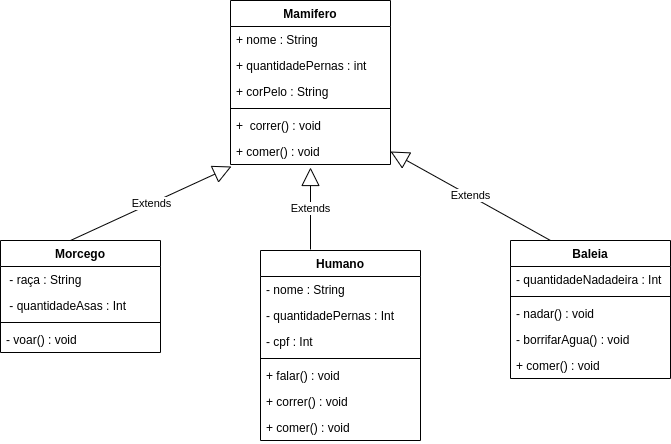 Mamifero
+ nome : String
+ quantidadePernas : int
+ corPelo : String
+  correr() : void
+ comer() : void
Extends
Extends
Extends
Morcego
- raça : String
- quantidadeAsas : Int
- voar() : void
Humano
- nome : String
- quantidadePernas : Int
- cpf : Int
+ falar() : void
+ correr() : void
+ comer() : void
Baleia
- quantidadeNadadeira : Int
- nadar() : void
- borrifarAgua() : void
+ comer() : void